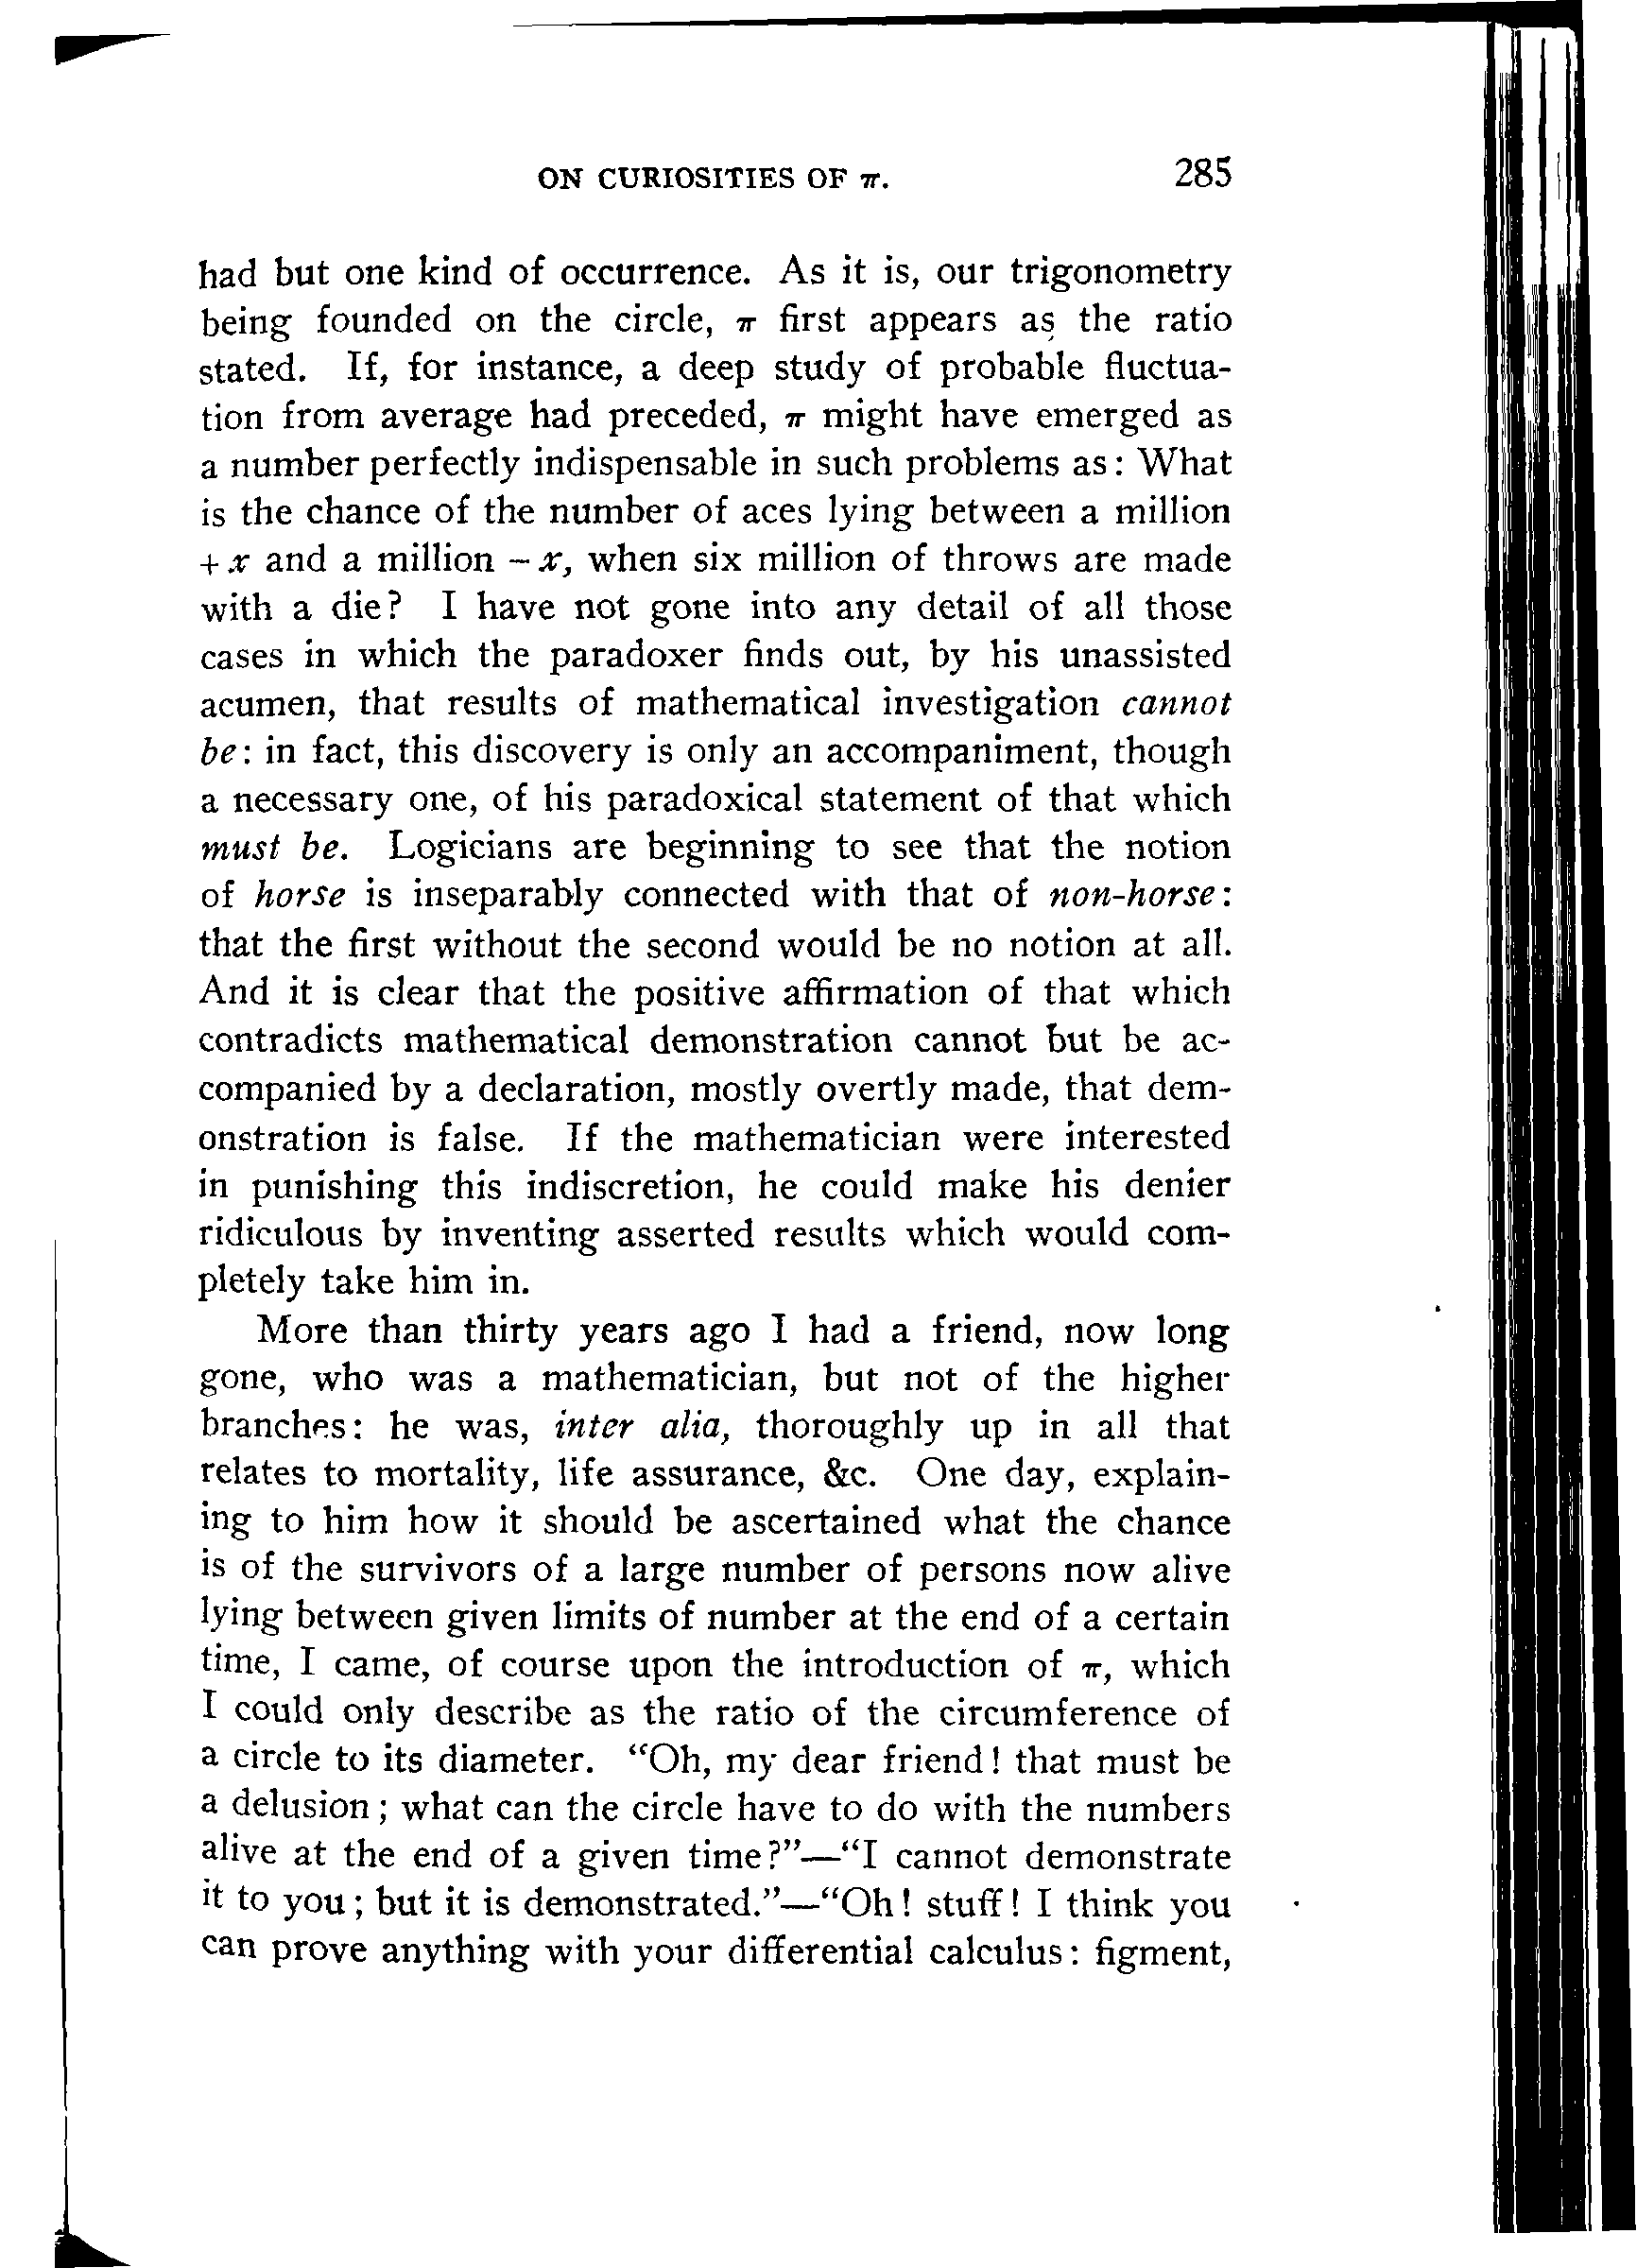 ON CURIOSITIES OF π. 285
had but one kind of occurrence. As it is, our trigonometry
being founded on the circle, π first appears as the ratio
stated. If, for instance, a deep study of probable fluctua-
tion from average had preceded, π might have emerged as
a number perfectly indispensable in such problems as: What
is the chance of the number of aces lying between a million
+ x and a million - x, when six million of throws are made
with a die? I have not gone into any detail of all those
cases in which the paradoxer finds out, by his unassisted
acumen, that results of mathematical investigation cannot
be: in fact, this discovery is only an accompaniment, though
a necessary one, of his paradoxical statement of that which
must be. Logicians are beginning to see that the notion
of horse is inseparably connected with that of non-horse:
that the first without the second would be no notion at all.
And it is clear that the positive affirmation of that which
contradicts mathematical demonstration cannot but be ac-
companied by a declaration, mostly overtly made, that dem-
onstration is false. If the mathematician were interested
in punishing this indiscretion, he could make his denier
ridiculous by inventing asserted results which would com-
pletely take him in.
More than thirty years ago I had a friend, now long
gone, who was a mathematician, but not of the higher
branches: he was, inter alia, thoroughly up in all that
relates to mortality, life assurance, &c. One day, explain-
ing to him how it should be ascertained what the chance
is of the survivors of a large number of persons now alive
lying between given limits of number at the end of a certain
time, I came, of course upon the introduction of π, which
I could only describe as the ratio of the circumference of
a circle to its diameter. "Oh, my dear friend! that must be
a delusion; what can the circle have to do with the numbers
alive at the end of a given time?"—"I cannot demonstrate
it to you; but it is demonstrated."—"Oh! stuff! I think you
can prove anything with your differential calculus: figment,